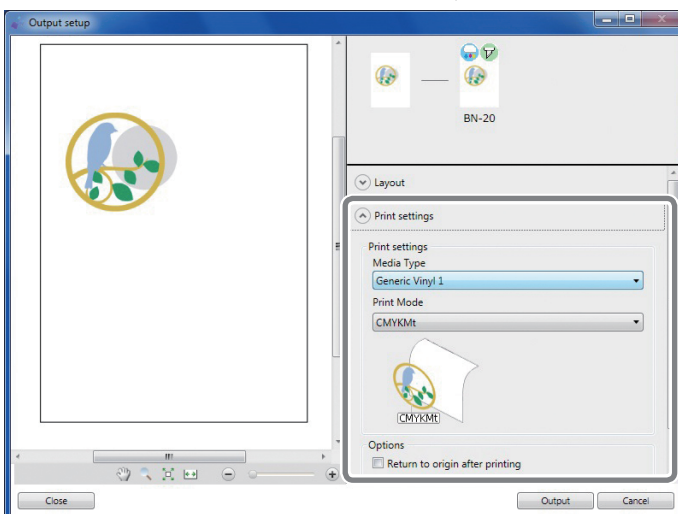 Output setup
BN-20
Layout
Print settings
Print settings
Media Type
Generic Vinyl 1
Print Mode
CMYKMt
CMYKMt
Options
Return to origin after printing
Close
Output
Cancel